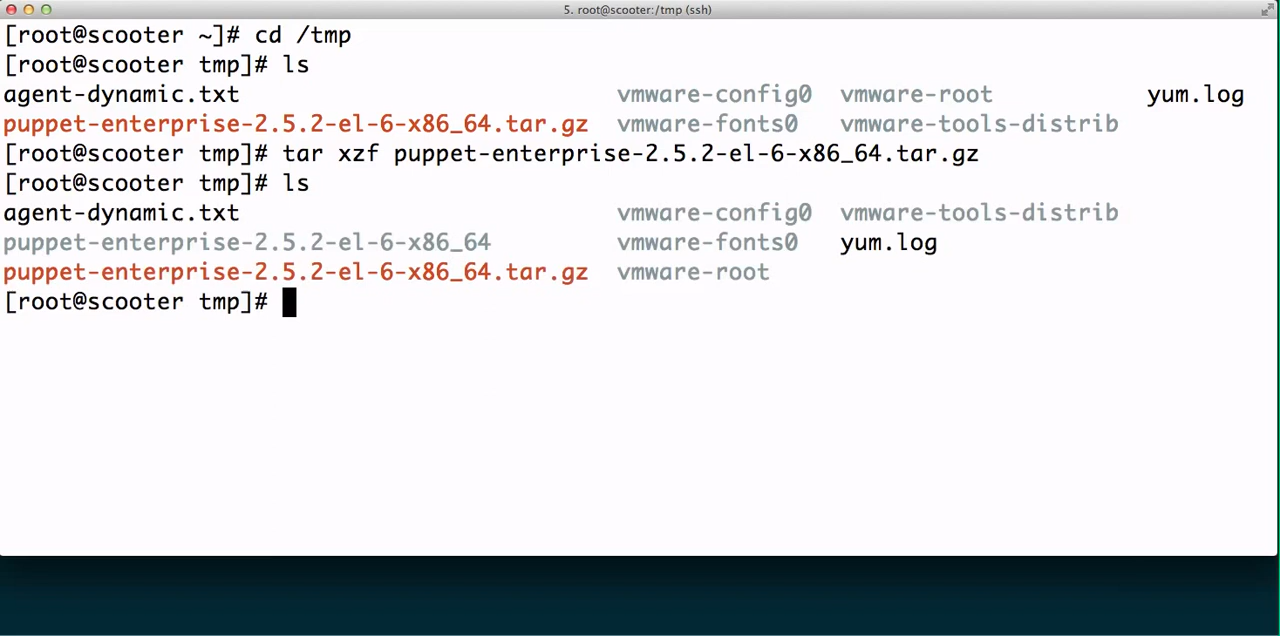 5. root@scooter:/tmp (ssh)
[root@scooter ~]# cd /tmp
[root@scooter tmp]# ls
agent-dynamic.txt vmware-config0 vmware-root yum.log
puppet-enterprise-2.5.2-el-6-x86_64.tar.gz vmware-fonts0 vmware-tools-distrib
[root@scooter tmp]# tar xzf puppet-enterprise-2.5.2-el-6-x86_64.tar.gz
[root@scooter tmp]# ls
agent-dynamic.txt vmware-config0 vmware-tools-distrib
puppet-enterprise-2.5.2-el-6-x86_64 vmware-fonts0 yum.log
puppet-enterprise-2.5.2-el-6-x86_64.tar.gz vmware-root
[root@scooter tmp]#